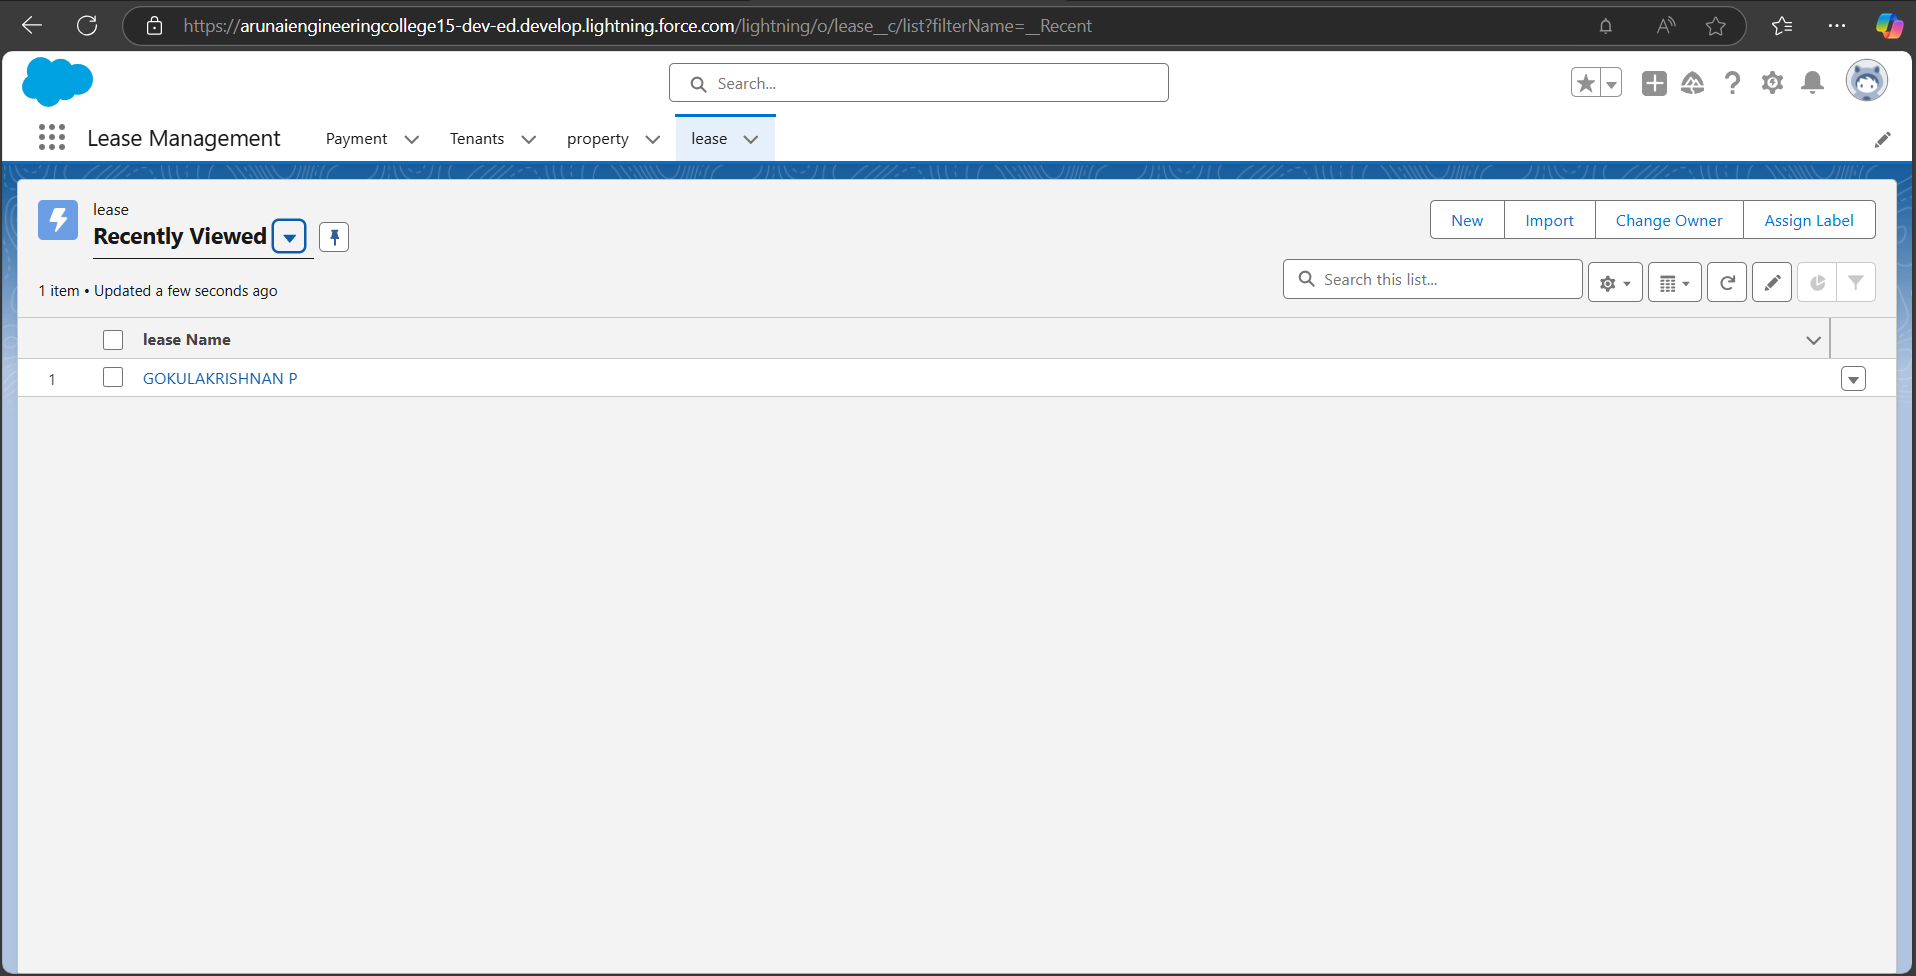 https://arunaiengineeringcollege15-dev-ed.develop.lightning.force.com/lightning/o/lease__c/list?filterName=__Recent
Search...
Lease Management Payment Tenants property lease
lease
Recently Viewed
New Import Change Owner Assign Label
1 item • Updated a few seconds ago
Search this list...
lease Name
1 GOKULAKRISHNAN P